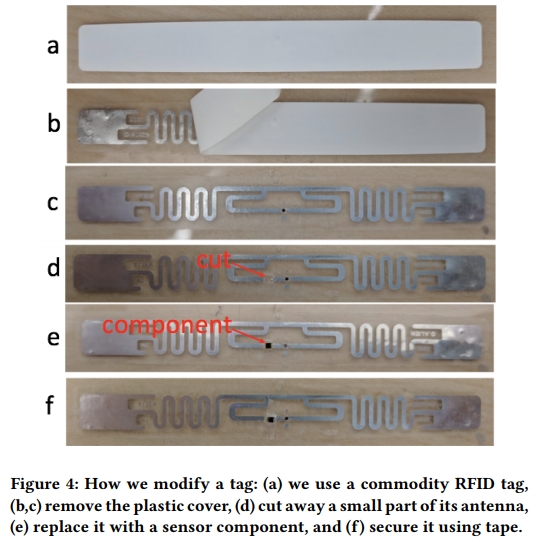 a
b
c
cut
d
component
e
f
Figure 4: How we modify a tag: (a) we use a commodity RFID tag,
(b,c) remove the plastic cover, (d) cut away a small part of its antenna,
(e) replace it with a sensor component, and (f) secure it using tape.